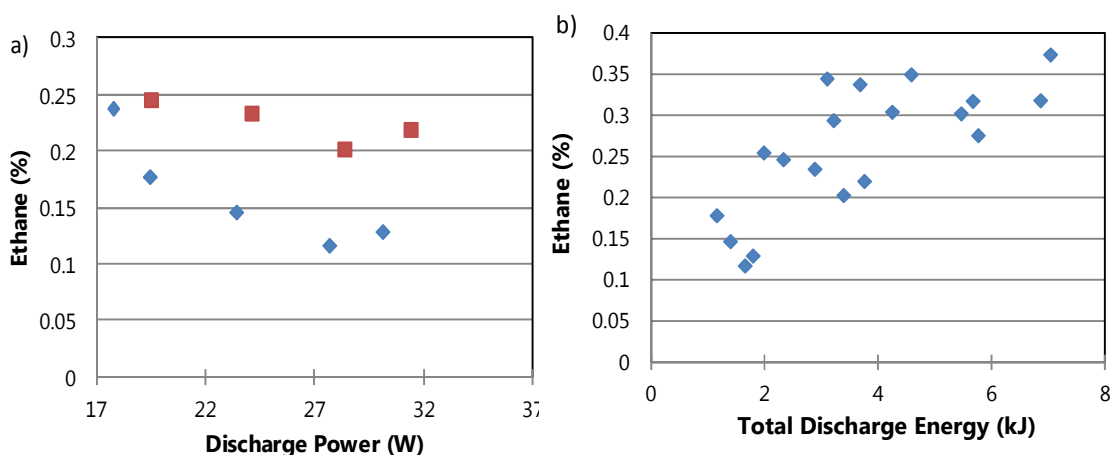 a)
Ethane (%)
0.3
0.25
0.2
0.15
0.1
0.05
0
17 22 27 32 37
Discharge Power (W)
b)
Ethane (%)
0.4
0.35
0.3
0.25
0.2
0.15
0.1
0.05
0
0 2 4 6 8
Total Discharge Energy (kJ)